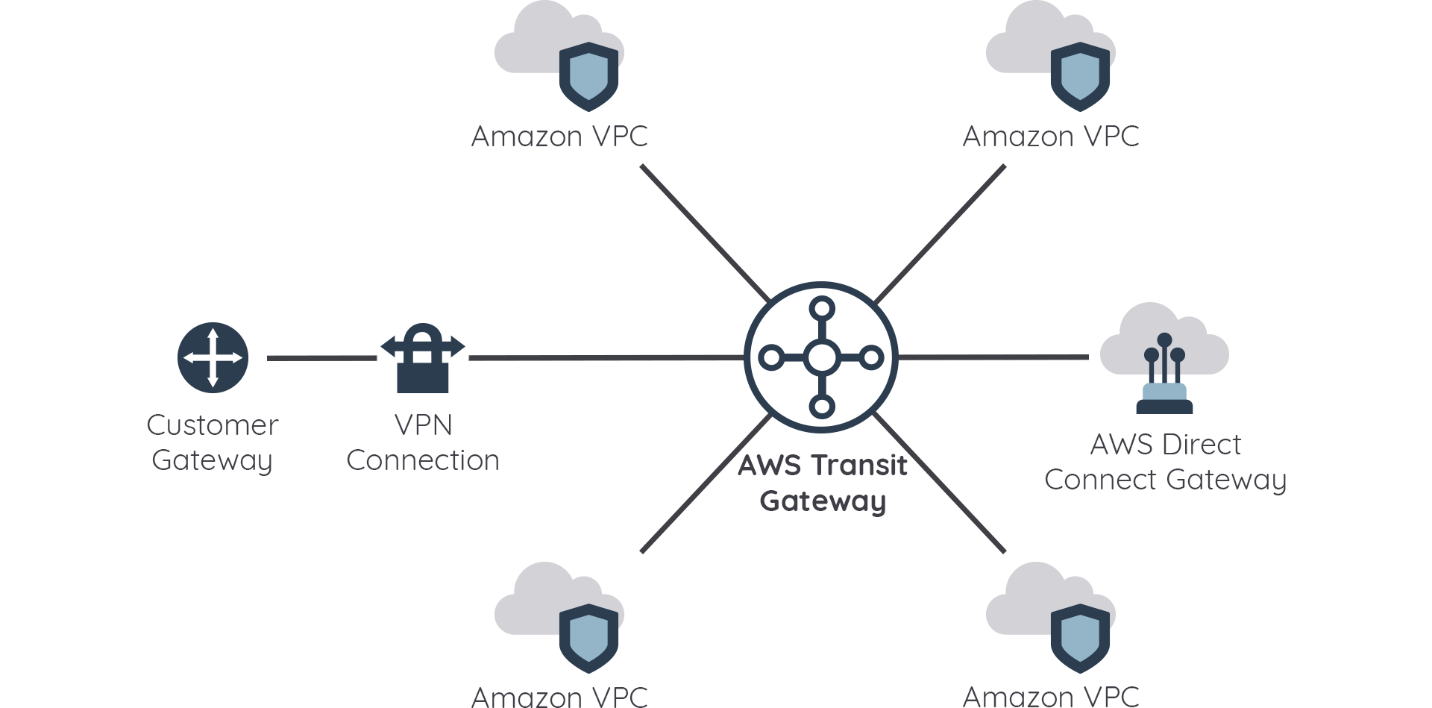 Amazon VPC
Amazon VPC
Customer
Gateway
VPN
Connection
AWS Transit
Gateway
AWS Direct
Connect Gateway
Amazon VPC
Amazon VPC